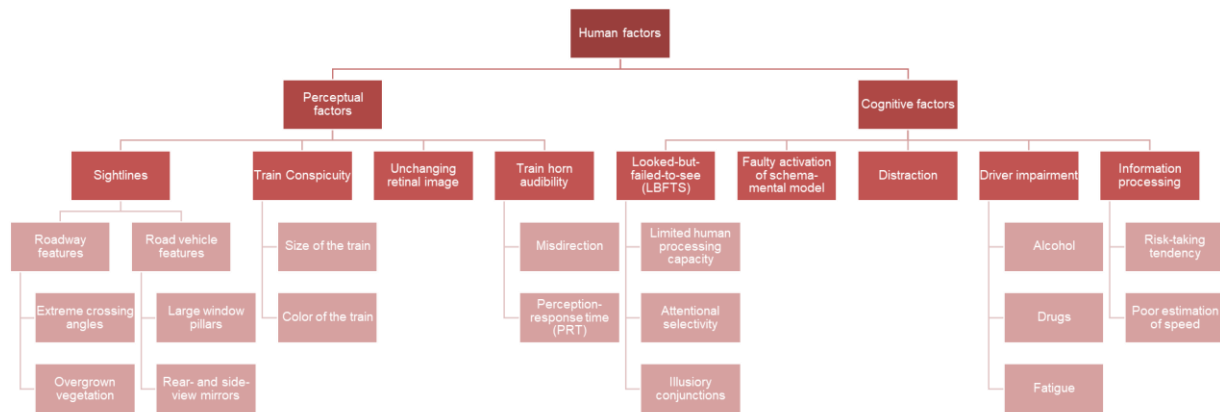 Human factors
Perceptual
factors
Cognitive factors
Sightlines
Train Conspicuity
Unchanging
retinal image
Train horn
audibility
Looked-but-
failed-to-see
(LBFTS)
Faulty activation
of schema-
mental model
Distraction
Driver impairment
Information
processing
Roadway
features
Road vehicle
features
Size of the train
Misdirection
Limited human
processing
capacity
Alcohol
Risk-taking
tendency
Extreme crossing
angles
Large window
pillars
Color of the train
Perception-
response time
(PRT)
Attentional
selectivity
Drugs
Poor estimation
of speed
Overgrown
vegetation
Rear- and side-
view mirrors
Illusiory
conjunctions
Fatigue